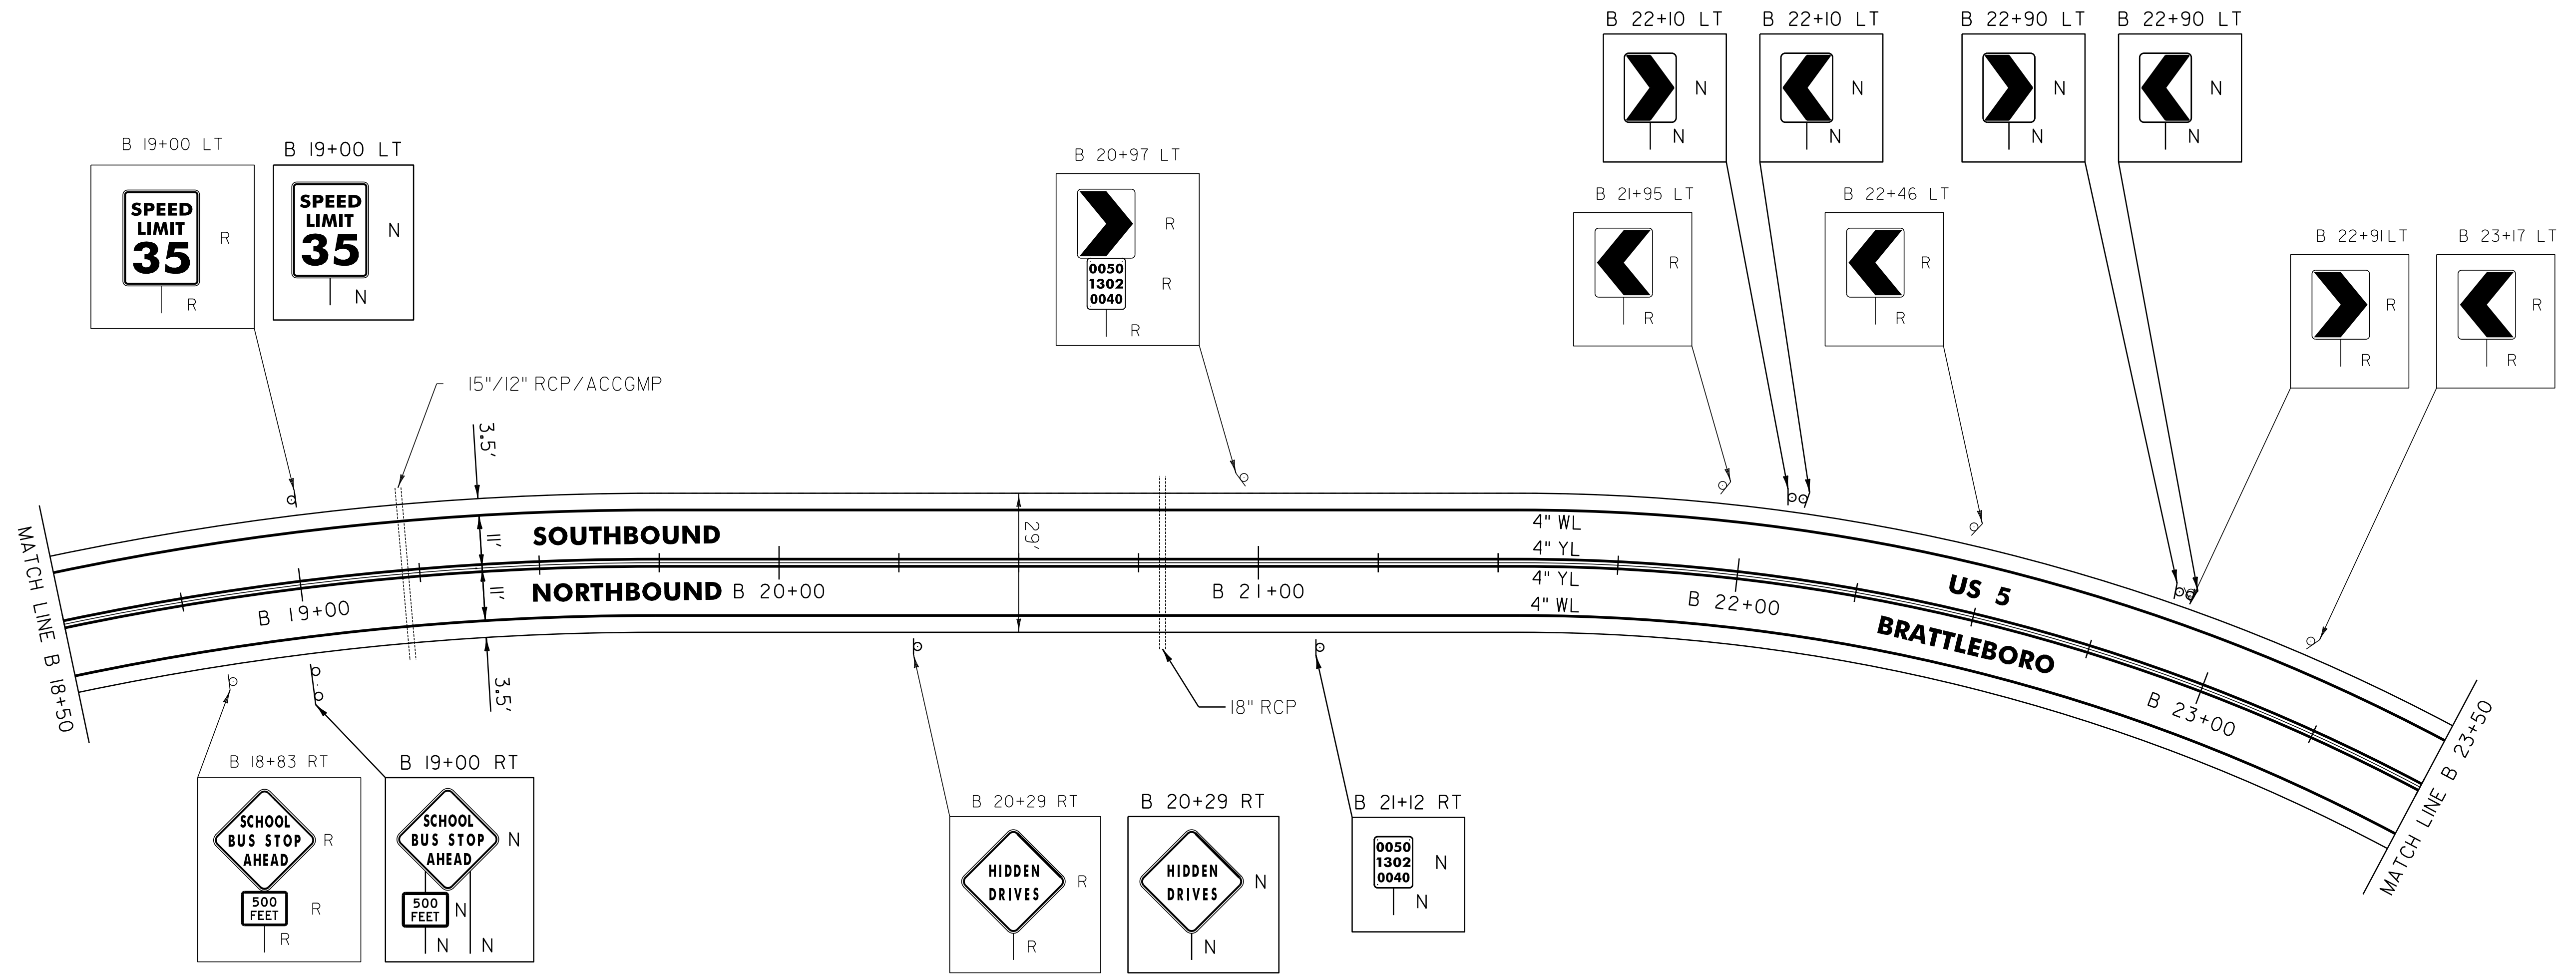 B 22+10 LT
B 22+10 LT
B 22+90 LT
B 22+90 LT
N
N
N
N
N
N
N
N
B 19+00 LT
SPEED
LIMIT
35
R
R
B 19+00 LT
SPEED
LIMIT
35
N
N
B 20+97 LT
R
0050
1302
0040
R
R
B 21+95 LT
R
R
B 22+46 LT
R
R
B 22+91LT
R
R
B 23+17 LT
R
R
15"/12" RCP/ACCGMP
3.5'
11'
11'
3.5'
29'
MATCH LINE B 18+50
SOUTHBOUND
NORTHBOUND
B 19+00
B 20+00
B 21+00
4" WL
4" YL
4" YL
4" WL
B 22+00
US 5
BRATTLEBORO
B 23+00
MATCH LINE B 23+50
18" RCP
B 18+83 RT
SCHOOL
BUS STOP
AHEAD
R
500
FEET
R
R
B 19+00 RT
SCHOOL
BUS STOP
AHEAD
N
500
FEET
N
N
N
B 20+29 RT
HIDDEN
DRIVES
R
R
B 20+29 RT
HIDDEN
DRIVES
N
N
B 21+12 RT
0050
1302
0040
N
N